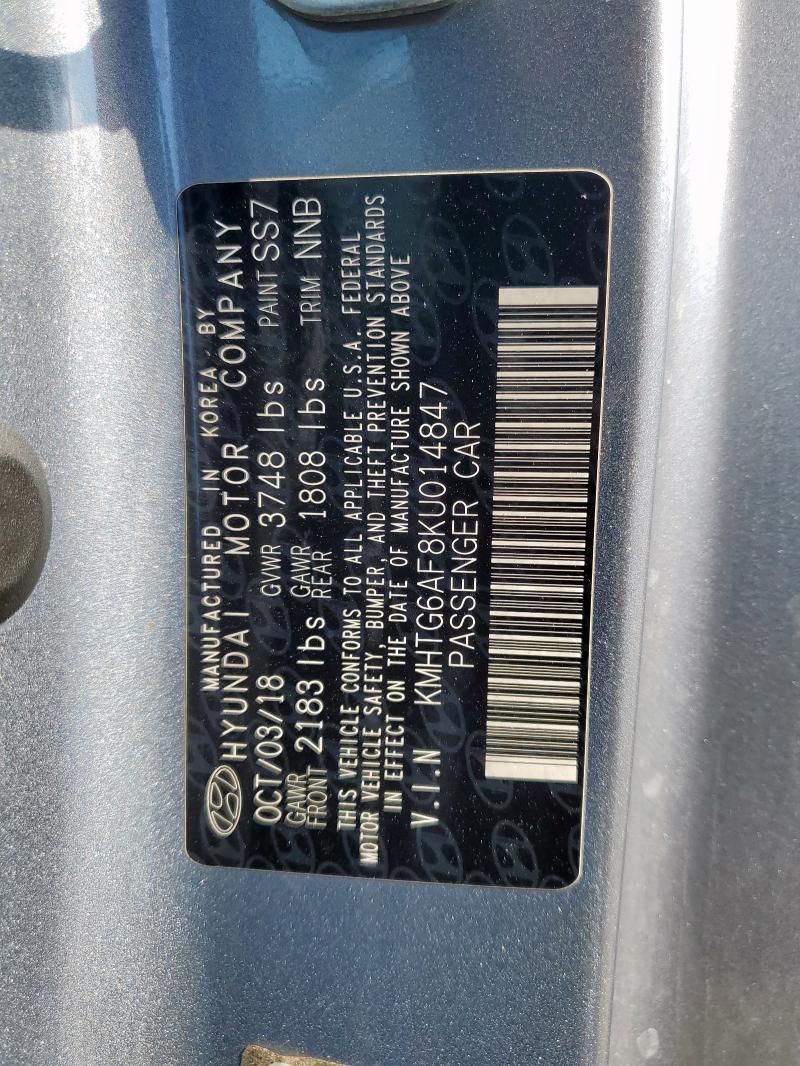 MANUFACTURED IN KOREA, BY
HYUNDAI MOTOR COMPANY
OCT/03/18 GVWR 3748 lbs PAINT SS7
GAWR FRONT 2183 lbs GAWR REAR 1808 lbs TRIM NNB
THIS VEHICLE CONFORMS TO ALL APPLICABLE U.S.A. FEDERAL
MOTOR VEHICLE SAFETY, BUMPER, AND THEFT PREVENTION STANDARDS
IN EFFECT ON THE DATE OF MANUFACTURE SHOWN ABOVE
V.I.N KMHTG6AF8KU014847
PASSENGER CAR